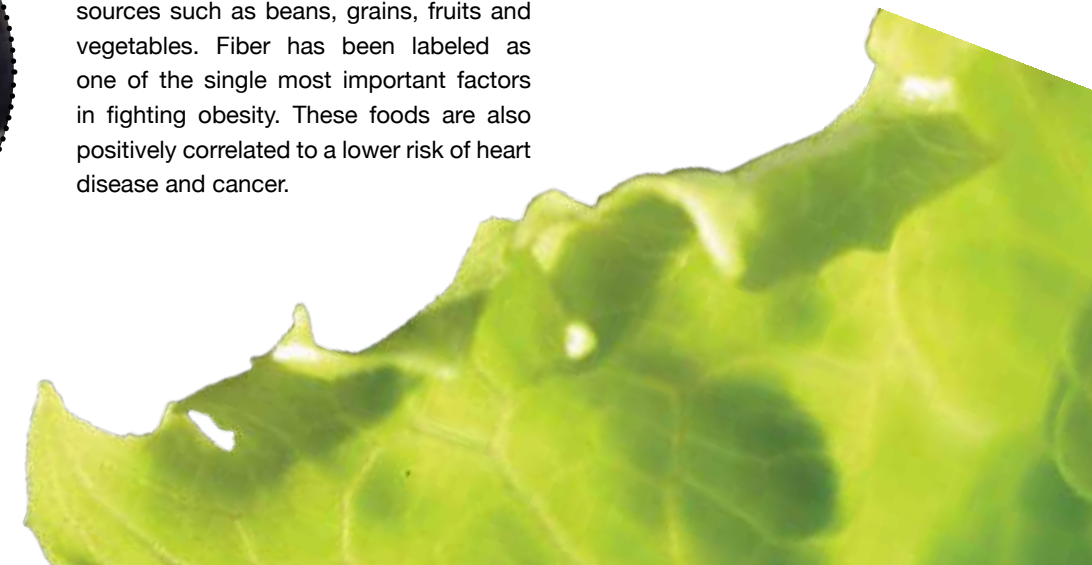 sources such as beans, grains, fruits and
vegetables. Fiber has been labeled as
one of the single most important factors
in fighting obesity. These foods are also
positively correlated to a lower risk of heart
disease and cancer.